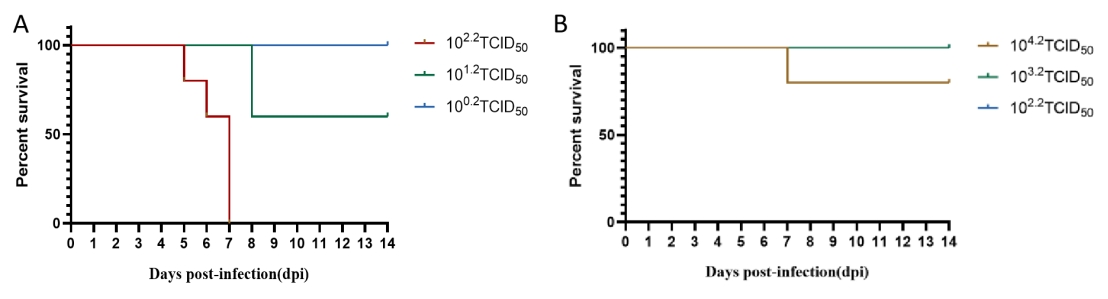 A
Percent survival
100
50
0
0 1 2 3 4 5 6 7 8 9 10 11 12 13 14
Days post-infection(dpi)
10^2.2TCID50
10^1.2TCID50
10^0.2TCID50
B
Percent survival
100
50
0
0 1 2 3 4 5 6 7 8 9 10 11 12 13 14
Days post-infection(dpi)
10^4.2TCID50
10^3.2TCID50
10^2.2TCID50